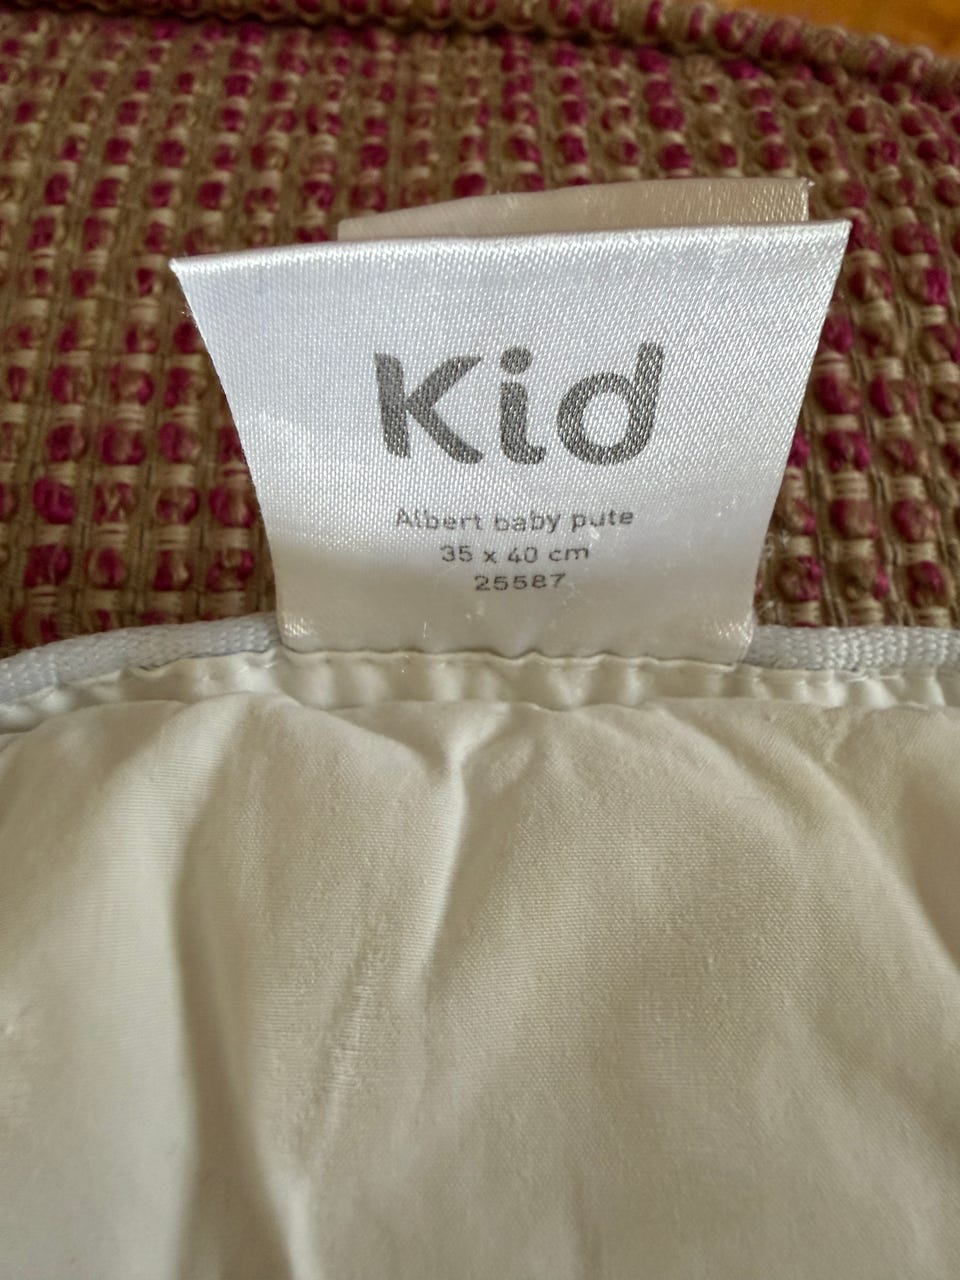 Kid
Albert baby pute
35 x 40 cm
25587